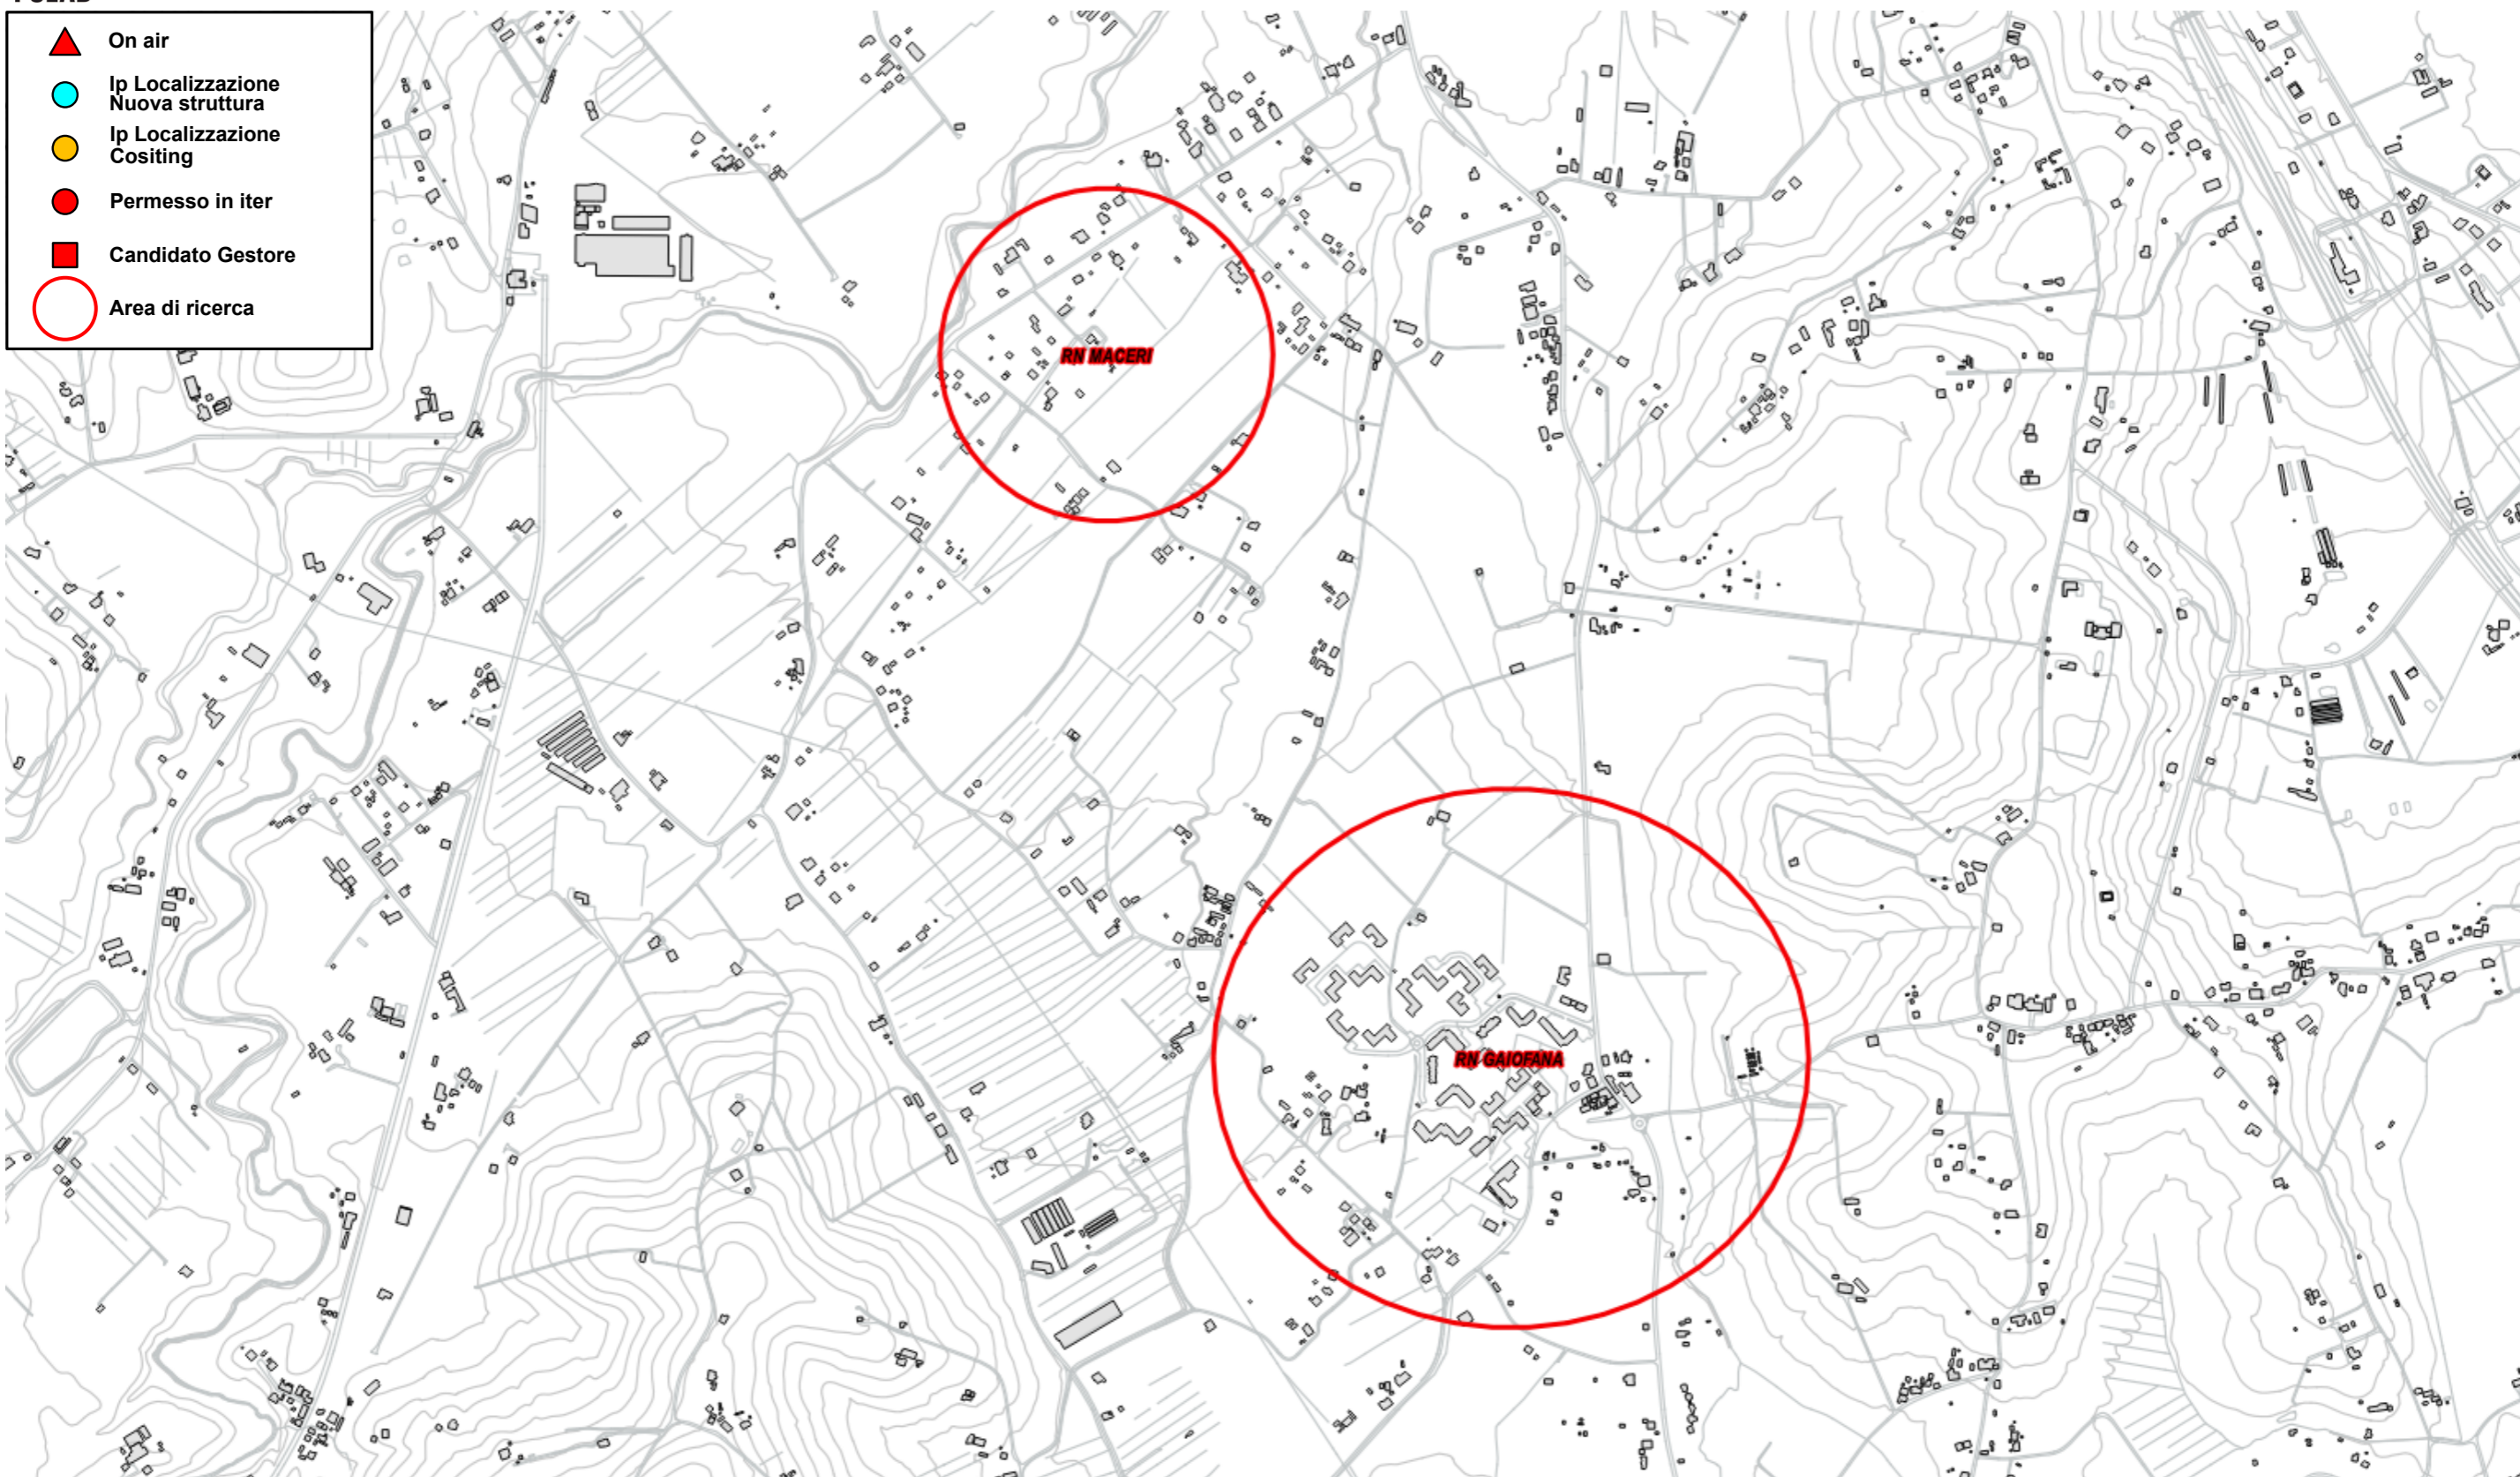 On air
Ip Localizzazione
Nuova struttura
Ip Localizzazione
Cositing
Permesso in iter
Candidato Gestore
Area di ricerca
RN MACERI
RN GAIOFANA